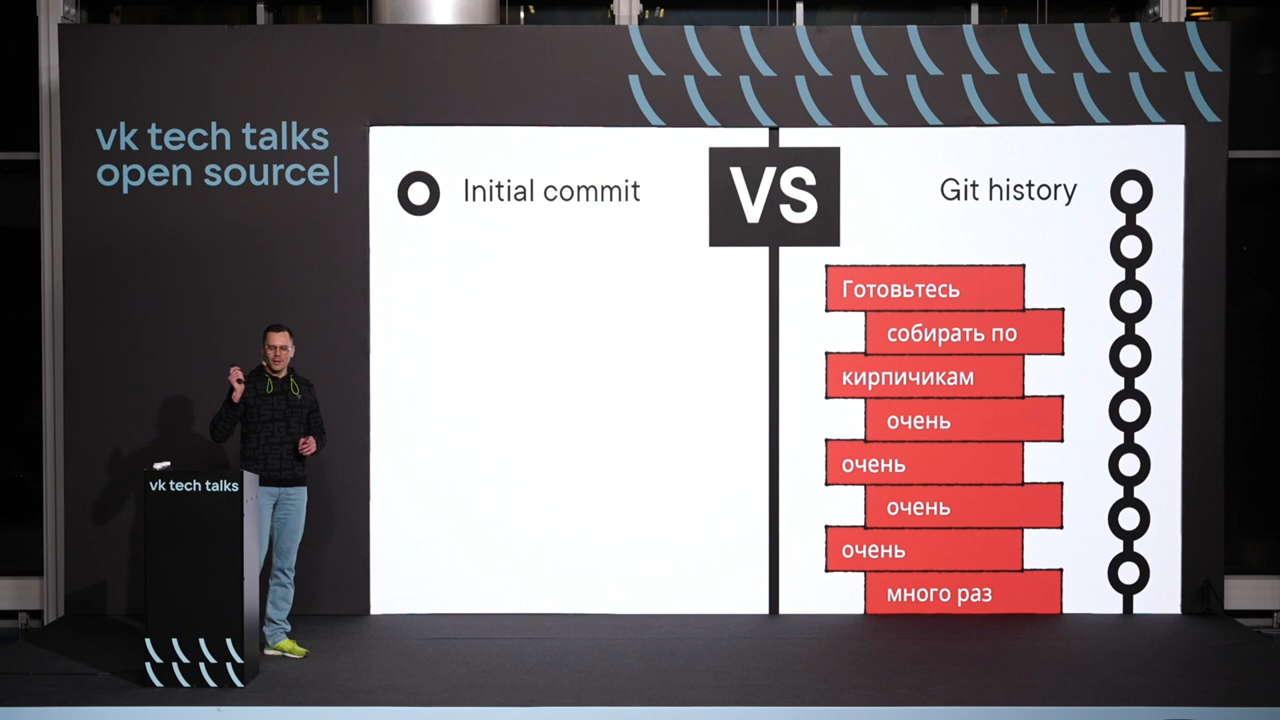 vk tech talks
open source|
Initial commit
VS
Git history
Готовьтесь
собирать по
кирпичикам
очень
очень
очень
очень
много раз
vk tech talks